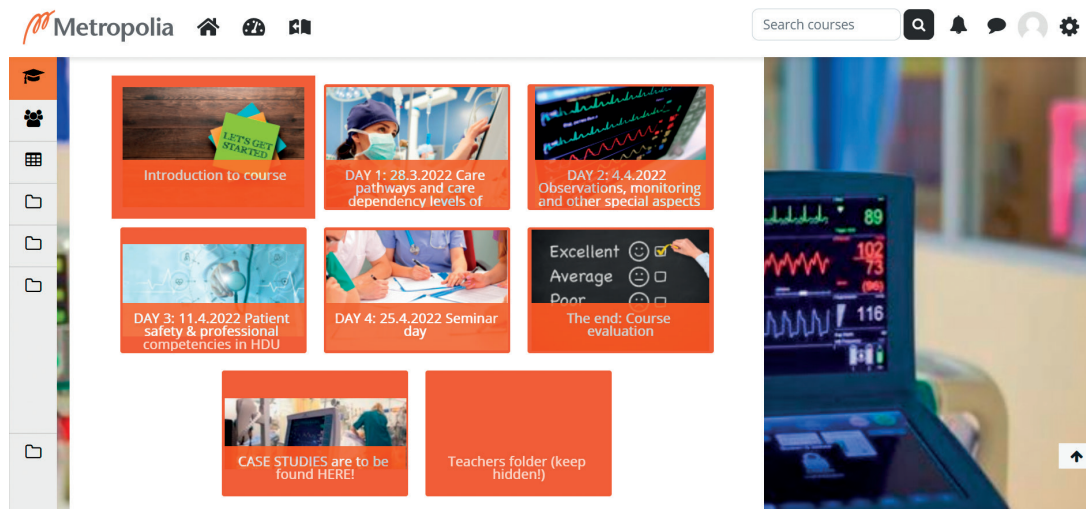 Metropolia
Search courses
LET'S GET
STARTED
Introduction to course
DAY 1: 28.3.2022 Care
pathways and care
dependency levels of
DAY 2: 4.4.2022
Observations, monitoring
and other special aspects
DAY 3: 11.4.2022 Patient
safety & professional
competencies in HDU
DAY 4: 25.4.2022 Seminar
day
Excellent
Average
Poor
The end: Course
evaluation
CASE STUDIES are to be
found HERE!
Teachers folder (keep
hidden!)
89
102
73
(96)
116